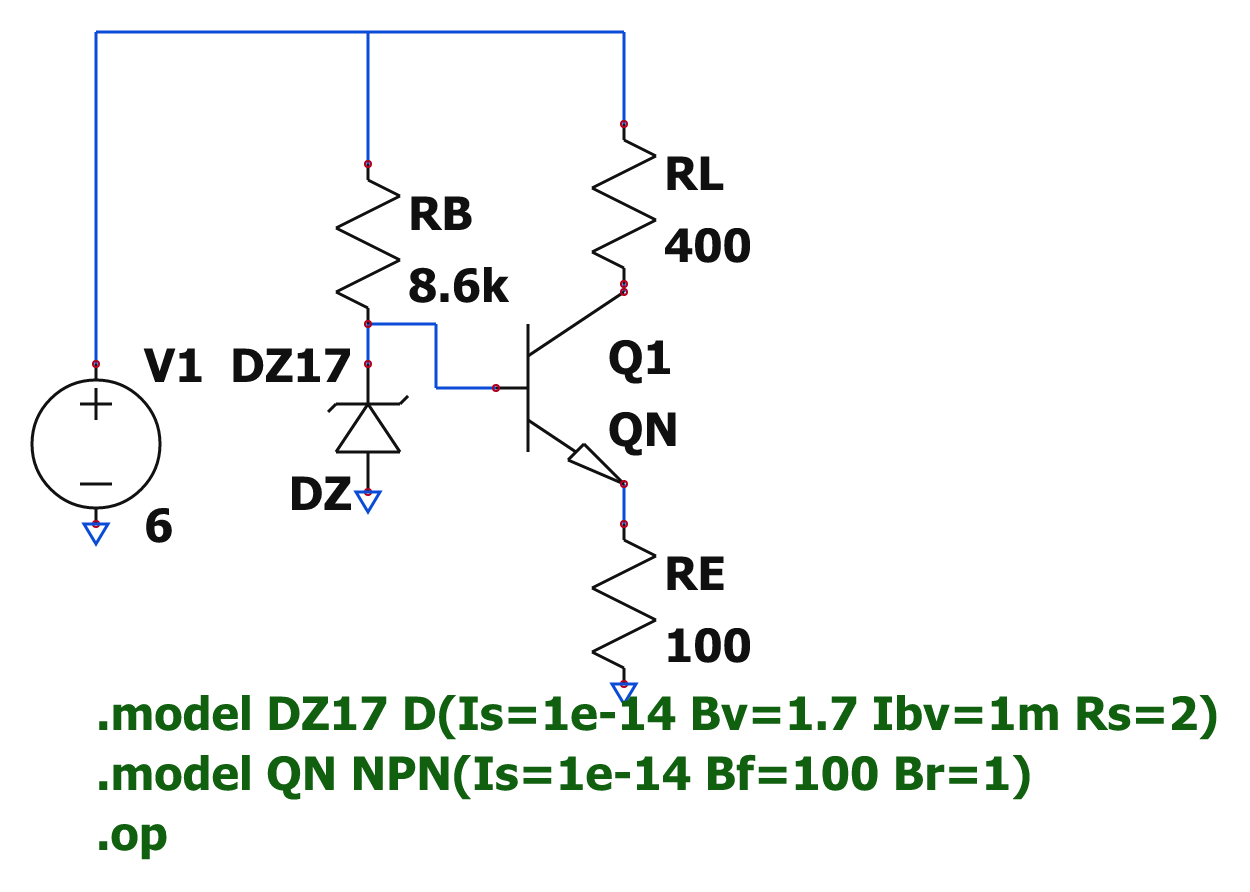 RL
400
RB
8.6k
V1
6
DZ17
DZ
Q1
QN
RE
100
.model DZ17 D(Is=1e-14 Bv=1.7 Ibv=1m Rs=2)
.model QN NPN(Is=1e-14 Bf=100 Br=1)
.op